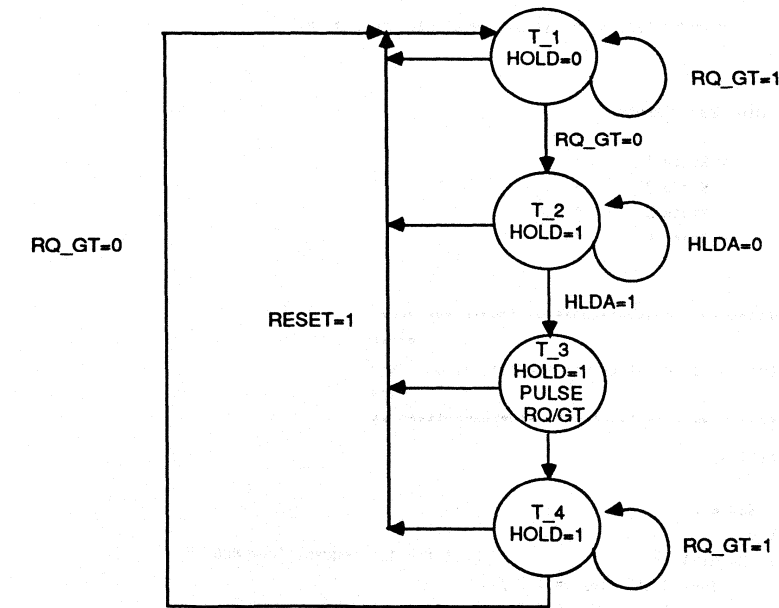 T_1
HOLD=0
RQ_GT=1
RQ_GT=0
T_2
HOLD=1
HLDA=0
RQ_GT=0
HLDA=1
RESET=1
T_3
HOLD=1
PULSE
RQ/GT
T_4
HOLD=1
RQ_GT=1